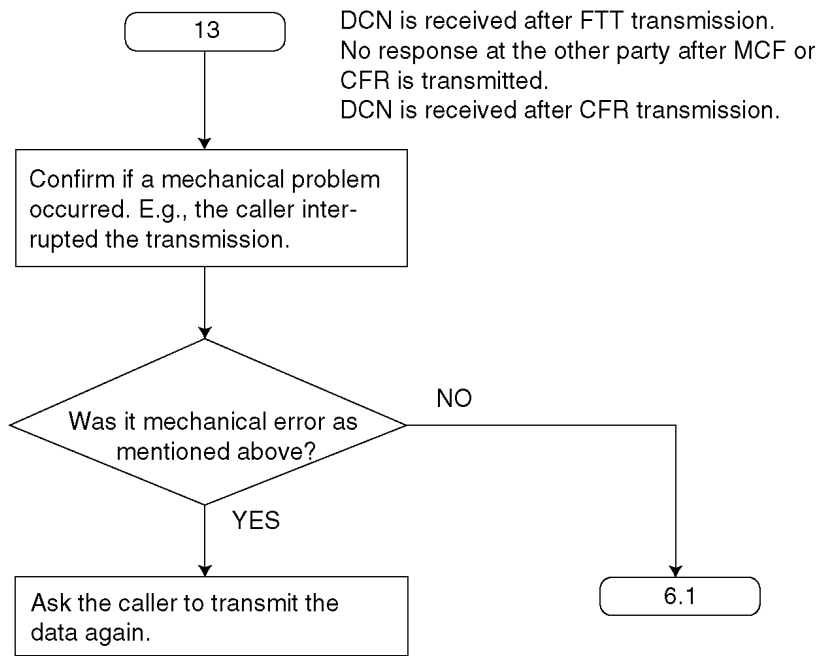 13
DCN is received after FTT transmission.
No response at the other party after MCF or
CFR is transmitted.
DCN is received after CFR transmission.
Confirm if a mechanical problem
occurred. E.g., the caller inter-
rupted the transmission.
Was it mechanical error as
mentioned above?
NO
YES
Ask the caller to transmit the
data again.
6.1